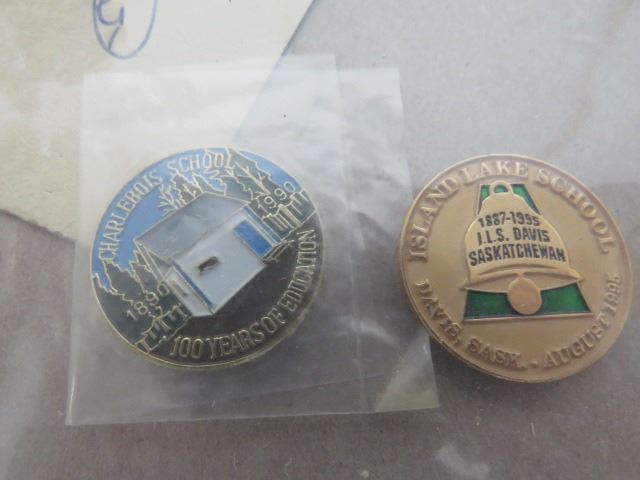 CHARLEBOIS SCHOOL
1890
1990
100 YEARS OF EDUCATION
ISLAND LAKE SCHOOL
1887-1995
I.L.S. DAVIS
SASKATCHEWAN
DAVIS, SASK. - AUGUST 1995